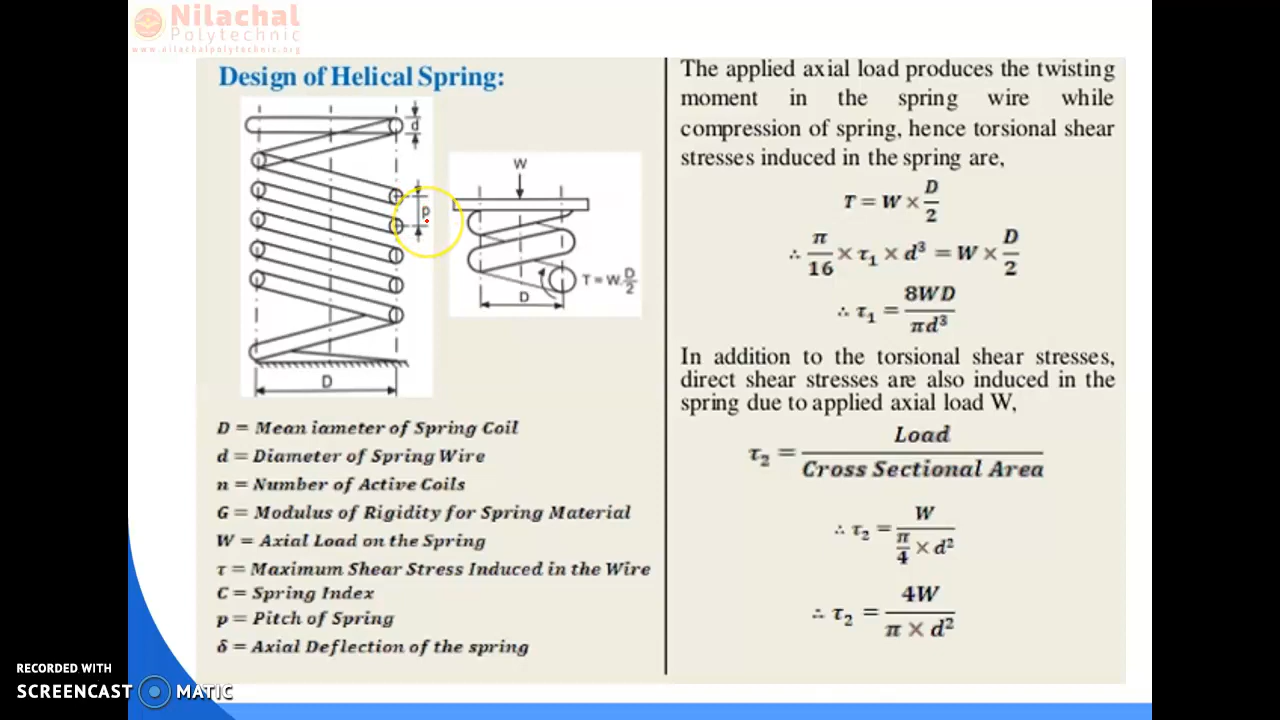 Nilachal
Polytechnic
www.nilachalpolytechnic.org
Design of Helical Spring:
d
p
D
W
T = W.D/2
D
D = Mean iameter of Spring Coil
d = Diameter of Spring Wire
n = Number of Active Coils
G = Modulus of Rigidity for Spring Material
W = Axial Load on the Spring
τ = Maximum Shear Stress Induced in the Wire
C = Spring Index
p = Pitch of Spring
δ = Axial Deflection of the spring
The applied axial load produces the twisting
moment in the spring wire while
compression of spring, hence torsional shear
stresses induced in the spring are,
T = W × D/2
∴ π/16 × τ₁ × d³ = W × D/2
∴ τ₁ = 8WD/πd³
In addition to the torsional shear stresses,
direct shear stresses are also induced in the
spring due to applied axial load W,
τ₂ = Load/Cross Sectional Area
∴ τ₂ = W/π/4 × d²
∴ τ₂ = 4W/π × d²
RECORDED WITH
SCREENCAST MATIC